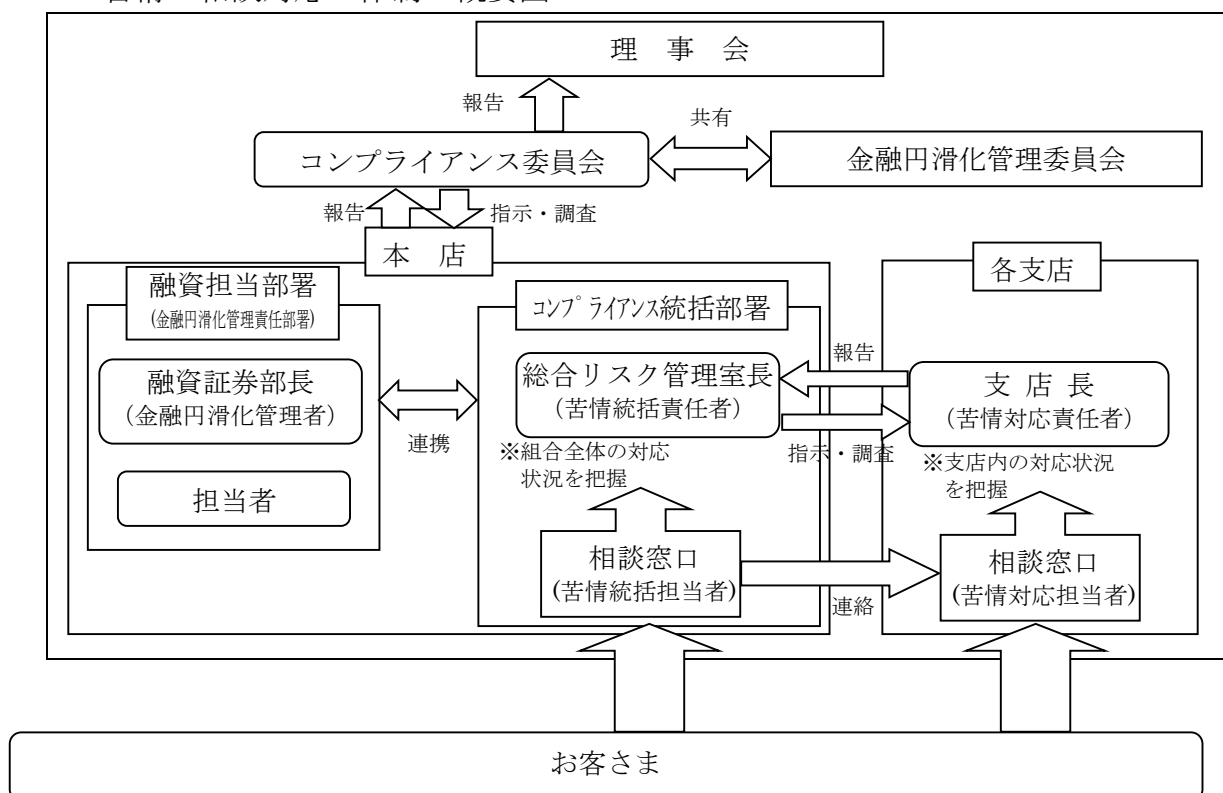 理 事 会
報告
共有
コンプライアンス委員会
金融円滑化管理委員会
報告
指示・調査
本 店
各支店
融資担当部署
(金融円滑化管理責任部署)
コンプライアンス統括部署
融資証券部長
(金融円滑化管理者)
連携
総合リスク管理室長
(苦情統括責任者)
報告
指示・調査
支 店 長
(苦情対応責任者)
※組合全体の対応
状況を把握
※支店内の対応状況
を把握
担当者
相談窓口
(苦情統括担当者)
連絡
相談窓口
(苦情対応担当者)
お客さま